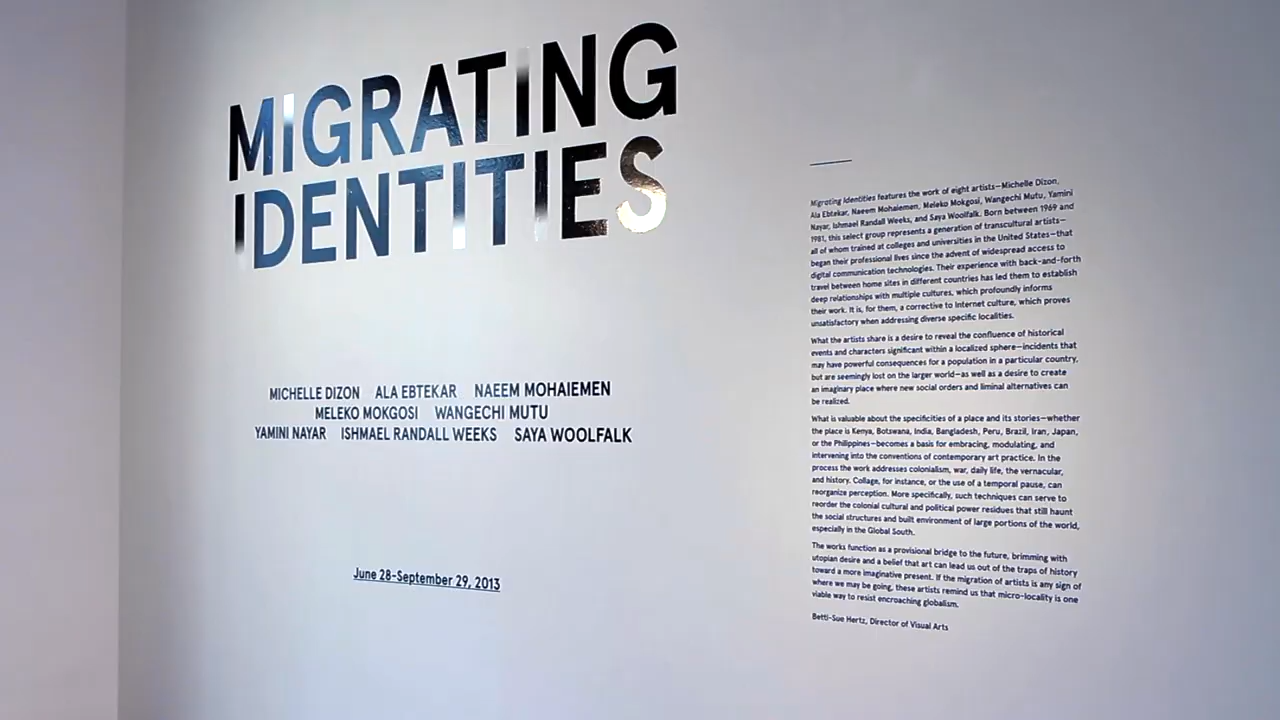 MIGRATING
IDENTITIES
MICHELLE DIZON ALA EBTEKAR NAEEM MOHAIEMEN
MELEKO MOKGOSI WANGECHI MUTU
YAMINI NAYAR ISHMAEL RANDALL WEEKS SAYA WOOLFALK
June 28-September 29, 2013
Migrating Identities features the work of eight artists—Michelle Dizon,
Ala Ebtekar, Naeem Mohaiemen, Meleko Mokgosi, Wangechi Mutu, Yamini
Nayar, Ishmael Randall Weeks, and Saya Woolfalk. Born between 1969 and
1981, this select group represents a generation of transcultural artists—
all of whom trained at colleges and universities in the United States—that
began their professional lives since the advent of widespread access to
digital communication technologies. Their experience with back-and-forth
travel between home sites in different countries has led them to establish
deep relationships with multiple cultures, which profoundly informs
their work. It is, for them, a corrective to Internet culture, which proves
unsatisfactory when addressing diverse specific localities.
What the artists share is a desire to reveal the confluence of historical
events and characters significant within a localized sphere—incidents that
may have powerful consequences for a population in a particular country,
but are seemingly lost on the larger world—as well as a desire to create
an imaginary place where new social orders and liminal alternatives can
be realized.
What is valuable about the specificities of a place and its stories—whether
the place is Kenya, Botswana, India, Bangladesh, Peru, Brazil, Iran, Japan,
or the Philippines—becomes a basis for embracing, modulating, and
intervening into the conventions of contemporary art practice. In the
process the work addresses colonialism, war, daily life, the vernacular,
and history. Collage, for instance, or the use of a temporal pause, can
reorganize perception. More specifically, such techniques can serve to
reorder the colonial cultural and political power residues that still haunt
the social structures and built environment of large portions of the world,
especially in the Global South.
The works function as a provisional bridge to the future, brimming with
utopian desire and a belief that art can lead us out of the traps of history
toward a more imaginative present. If the migration of artists is any sign of
where we may be going, these artists remind us that micro-locality is one
viable way to resist encroaching globalism.
Betti-Sue Hertz, Director of Visual Arts